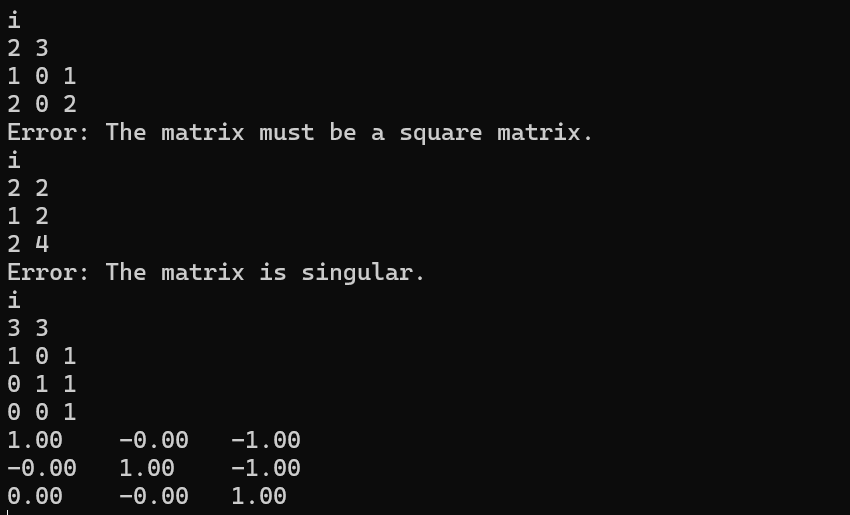 i
2 3
1 0 1
2 0 2
Error: The matrix must be a square matrix.
i
2 2
1 2
2 4
Error: The matrix is singular.
i
3 3
1 0 1
0 1 1
0 0 1
1.00    -0.00   -1.00
-0.00   1.00    -1.00
0.00    -0.00   1.00